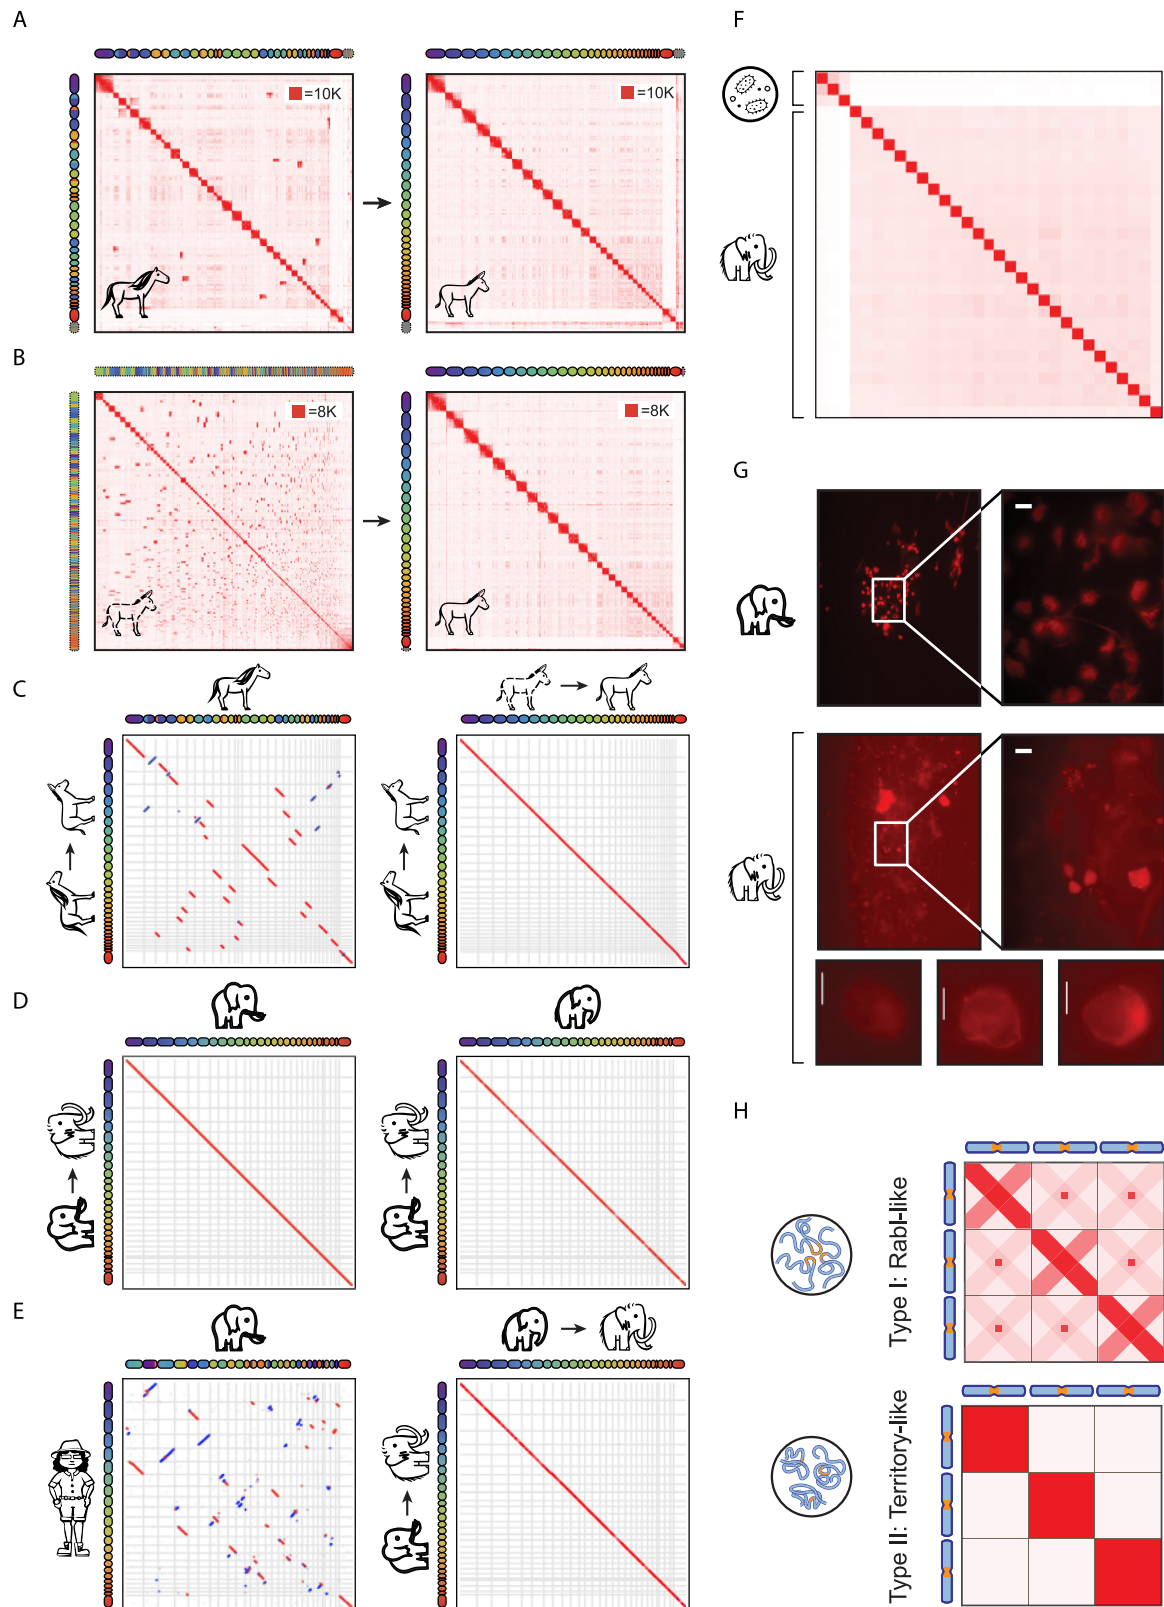 A
=10K
=10K
B
=8K
=8K
C
D
E
F
G
H
Type I: Rabl-like
Type II: Territory-like